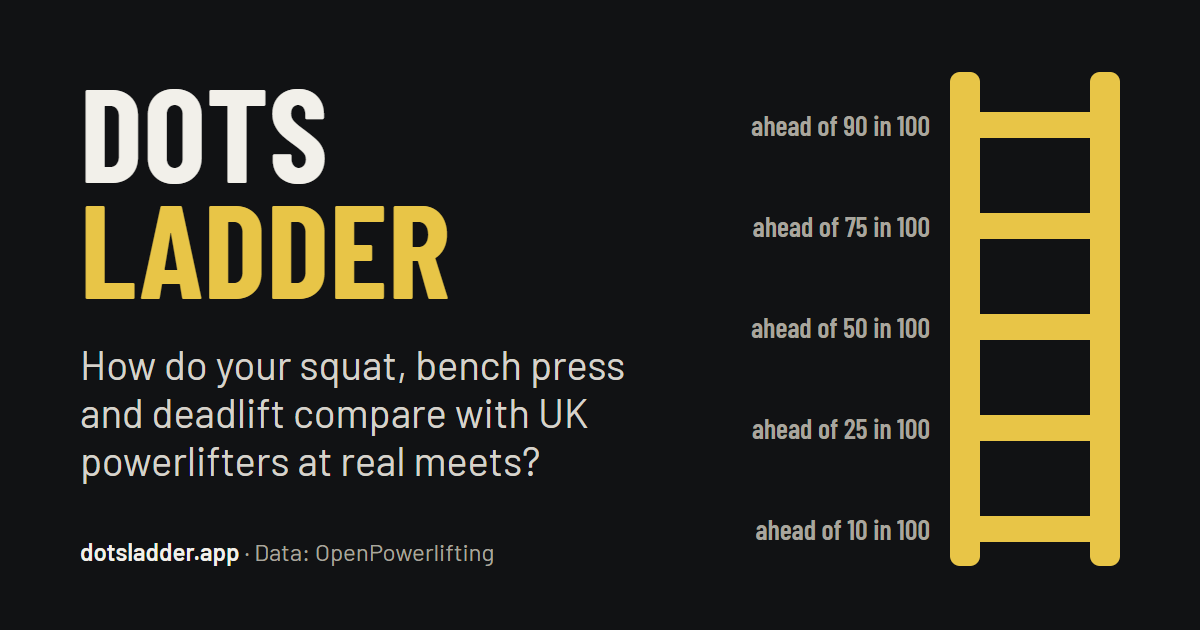 DOTS
LADDER
How do your squat, bench press
and deadlift compare with UK
powerlifters at real meets?
dotsladder.app · Data: OpenPowerlifting
ahead of 90 in 100
ahead of 75 in 100
ahead of 50 in 100
ahead of 25 in 100
ahead of 10 in 100